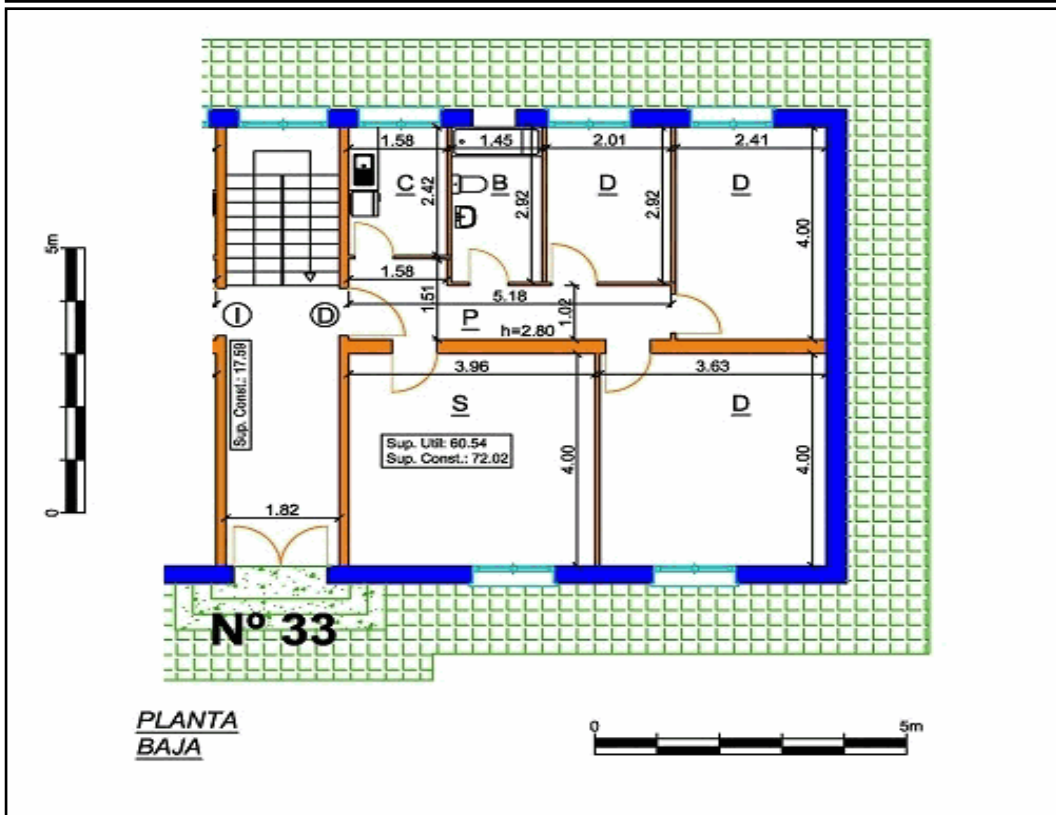 1.58
1.45
2.01
2.41
C
2.42
B
2.92
D
2.92
D
4.00
5m
0
1.58
1.51
5.18
I
D
P
1.02
h=2.80
Sup. Const.: 17.59
3.96
3.63
S
D
Sup. Util: 60.54
Sup. Const.: 72.02
4.00
4.00
1.82
Nº 33
PLANTA
BAJA
0
5m